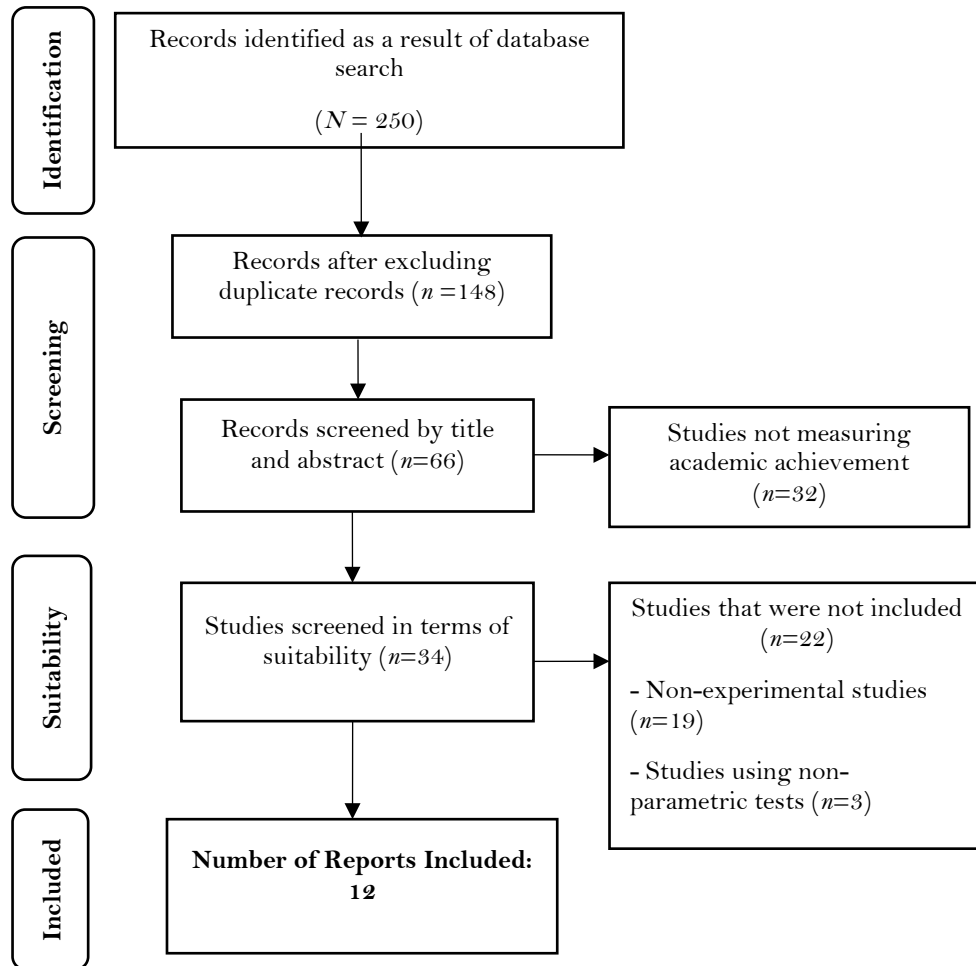 Identification
Records identified as a result of database
search
(N = 250)
Screening
Records after excluding
duplicate records (n =148)
Records screened by title
and abstract (n=66)
Studies not measuring
academic achievement
(n=32)
Suitability
Studies screened in terms of
suitability (n=34)
Studies that were not included
(n=22)
- Non-experimental studies
(n=19)
- Studies using non-
parametric tests (n=3)
Included
Number of Reports Included:
12